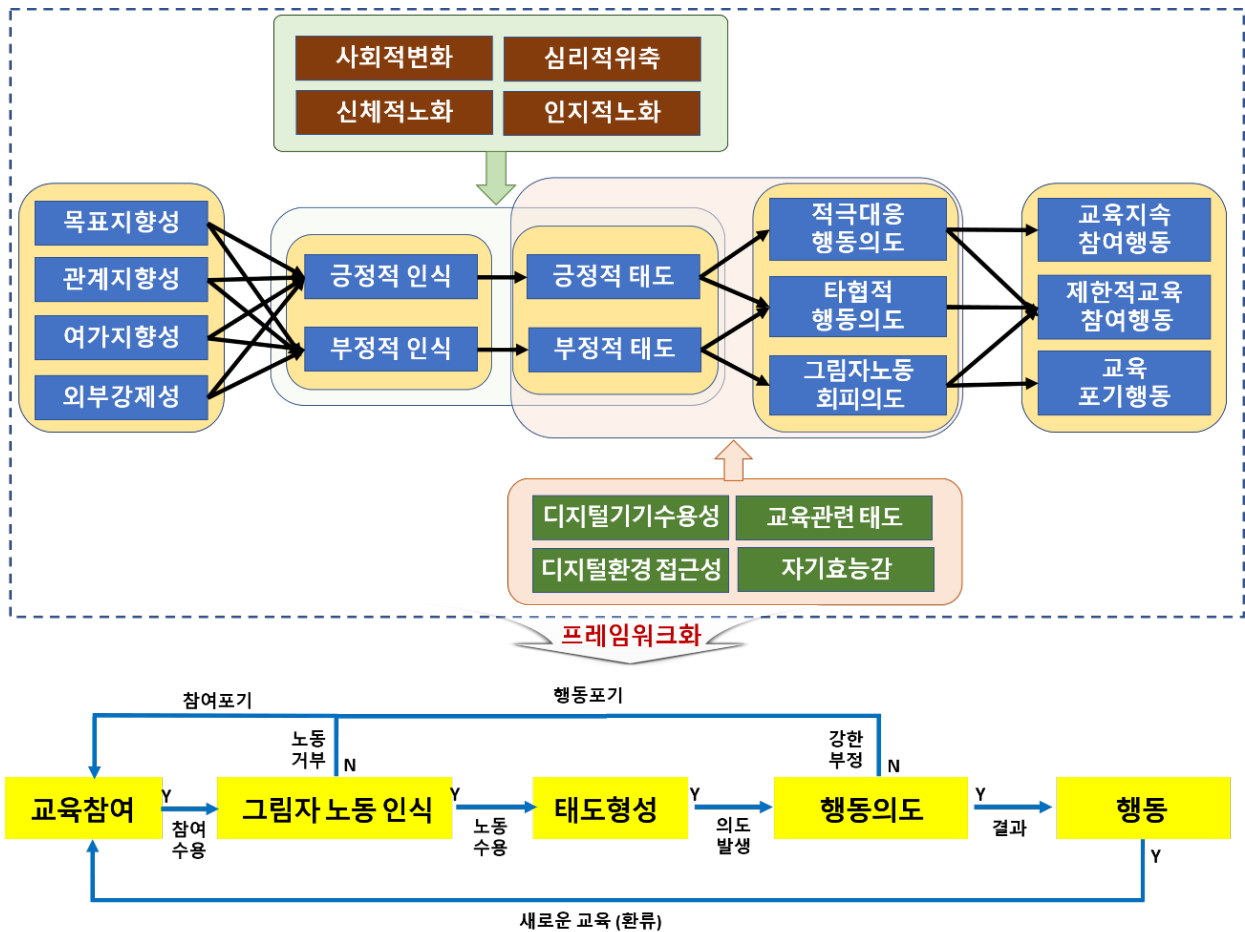 사회적변화
심리적위축
신체적노화
인지적노화
목표지향성
관계지향성
여가지향성
외부강제성
긍정적 인식
부정적 인식
긍정적 태도
부정적 태도
적극대응
행동의도
타협적
행동의도
그림자노동
회피의도
교육지속
참여행동
제한적교육
참여행동
교육
포기행동
디지털기기수용성
교육관련 태도
디지털환경 접근성
자기효능감
프레임워크화
참여포기
행동포기
노동
거부
N
강한
부정
N
교육참여
Y
참여
수용
그림자 노동 인식
Y
노동
수용
태도형성
Y
의도
발생
행동의도
Y
결과
행동
Y
새로운 교육 (환류)